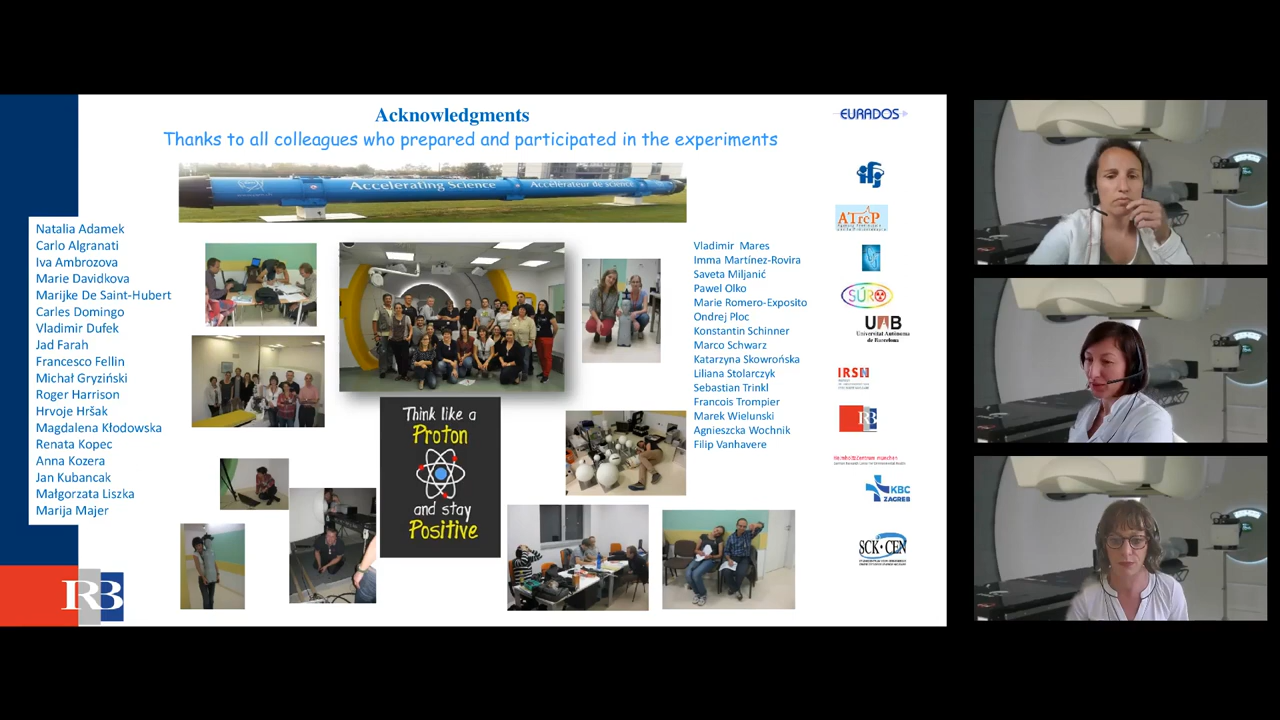 Acknowledgments
Thanks to all colleagues who prepared and participated in the experiments
EURADOS
Accelerating Science
Accélérateur de science
Natalia Adamek
Carlo Algranati
Iva Ambrozova
Marie Davidkova
Marijke De Saint-Hubert
Carles Domingo
Vladimir Dufek
Jad Farah
Francesco Fellin
Michał Gryziński
Roger Harrison
Hrvoje Hršak
Magdalena Kłodowska
Renata Kopec
Anna Kozera
Jan Kubancak
Małgorzata Liszka
Marija Majer
Vladimir Mares
Imma Martínez-Rovira
Saveta Miljanić
Pawel Olko
Marie Romero-Exposito
Ondrej Ploc
Konstantin Schinner
Marco Schwarz
Katarzyna Skowrońska
Liliana Stolarczyk
Sebastian Trinkl
Francois Trompier
Marek Wielunski
Agnieszcka Wochnik
Filip Vanhavere
Think like a
Proton
and stay
Positive
ifj
ATreP
SÚRO
UAB
Universitat Autònoma
de Barcelona
IRSN
RB
HelmholtzZentrum münchen
KBC
ZAGREB
SCK•CEN
RB